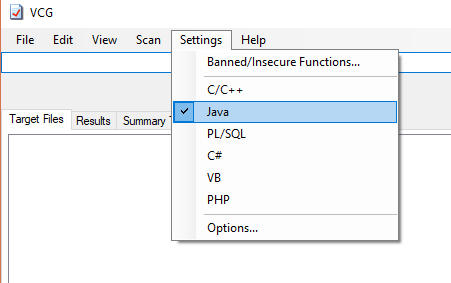 VCG
File Edit View Scan Settings Help
Banned/Insecure Functions...
C/C++
Java
PL/SQL
C#
VB
PHP
Options...
Target Files Results Summary